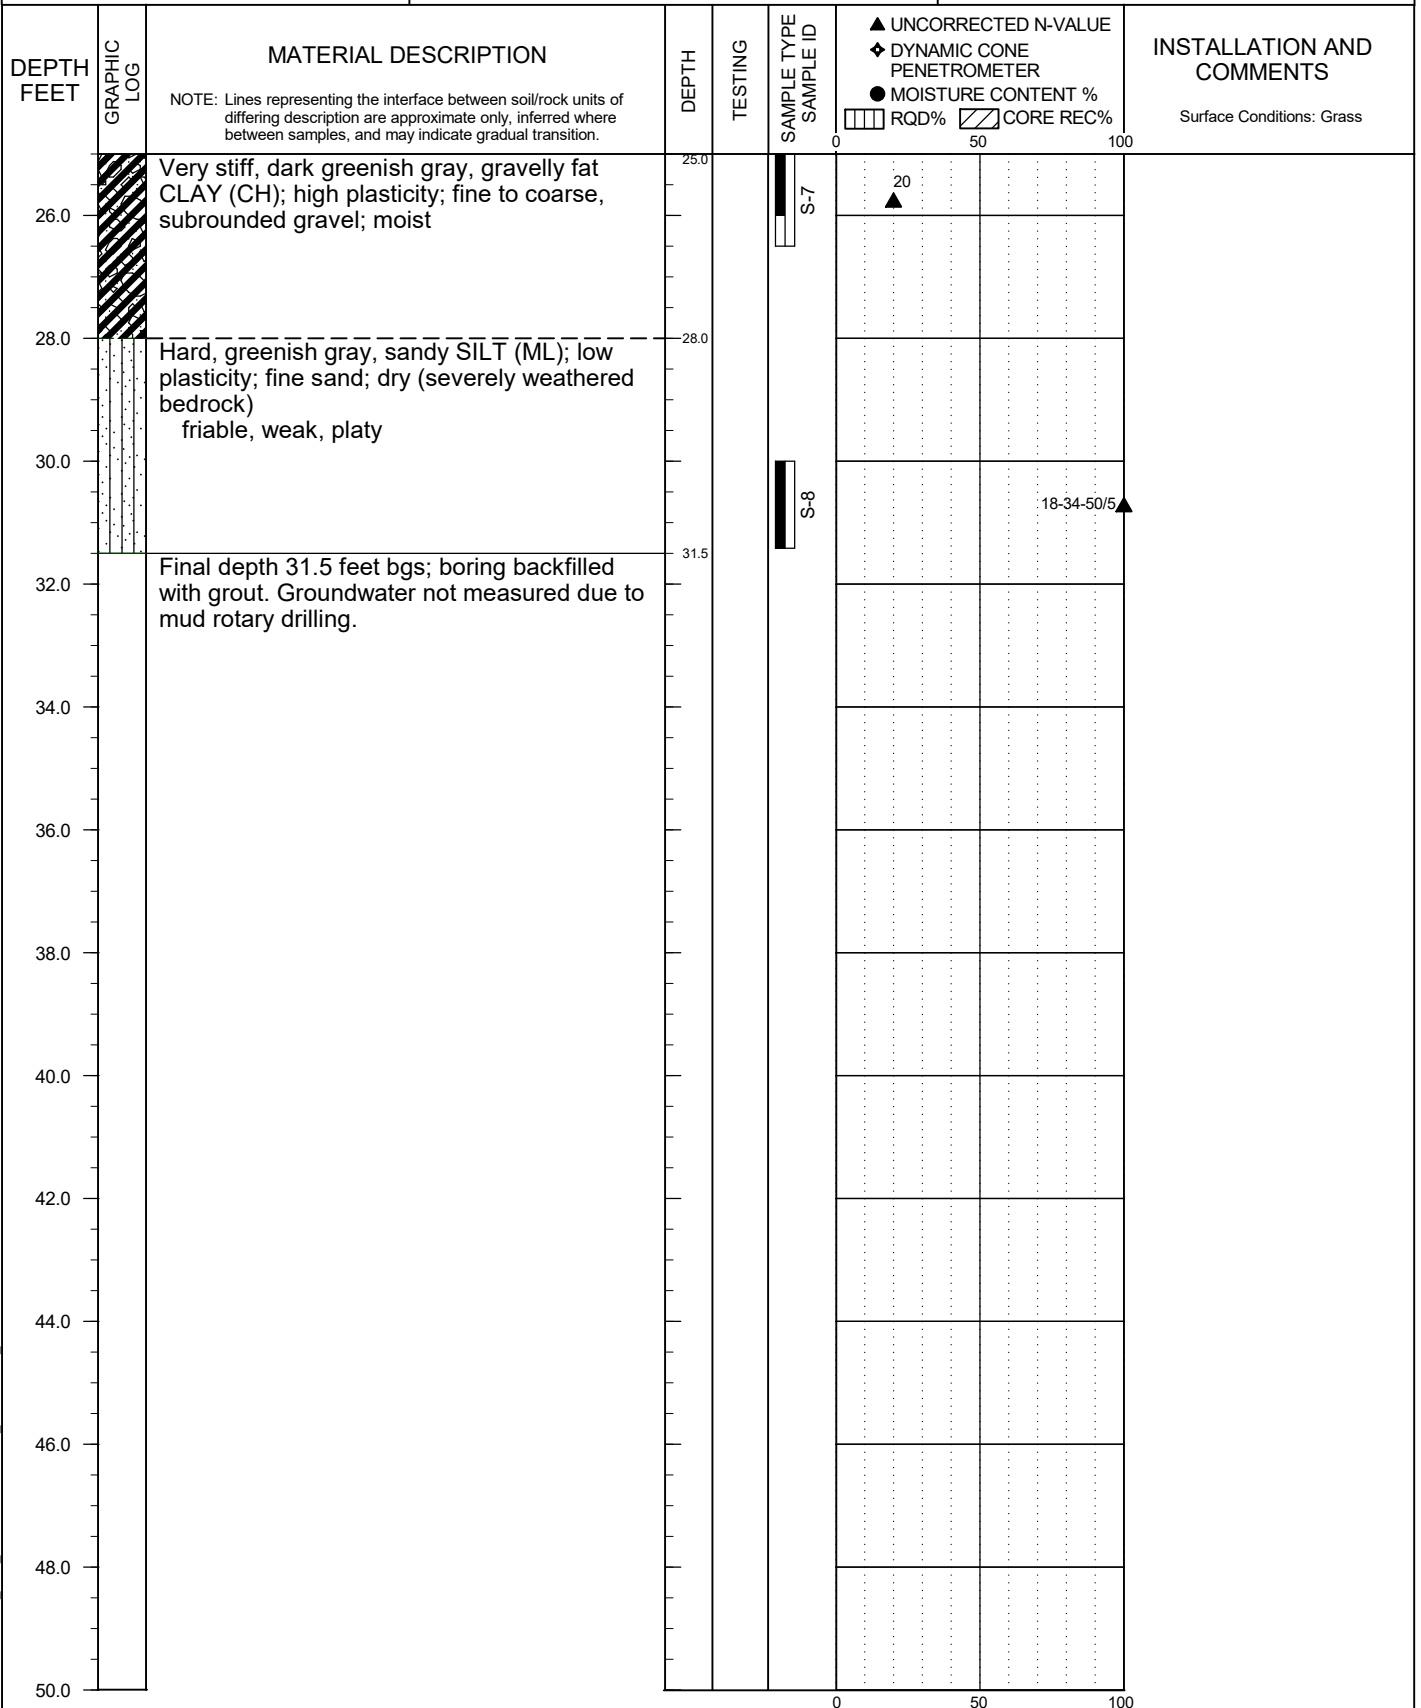 DEPTH
FEET
GRAPHIC
LOG
MATERIAL DESCRIPTION
NOTE: Lines representing the interface between soil/rock units of
differing description are approximate only, inferred where
between samples, and may indicate gradual transition.
DEPTH
TESTING
SAMPLE TYPE
SAMPLE ID
UNCORRECTED N-VALUE
DYNAMIC CONE
PENETROMETER
MOISTURE CONTENT %
RQD% CORE REC%
0 50 100
INSTALLATION AND
COMMENTS
Surface Conditions: Grass
Very stiff, dark greenish gray, gravelly fat
CLAY (CH); high plasticity; fine to coarse,
subrounded gravel; moist
25.0
S-7
20
26.0
28.0
28.0
Hard, greenish gray, sandy SILT (ML); low
plasticity; fine sand; dry (severely weathered
bedrock)
friable, weak, platy
30.0
S-8
18-34-50/5
31.5
Final depth 31.5 feet bgs; boring backfilled
with grout. Groundwater not measured due to
mud rotary drilling.
32.0
34.0
36.0
38.0
40.0
42.0
44.0
46.0
48.0
50.0
0 50 100